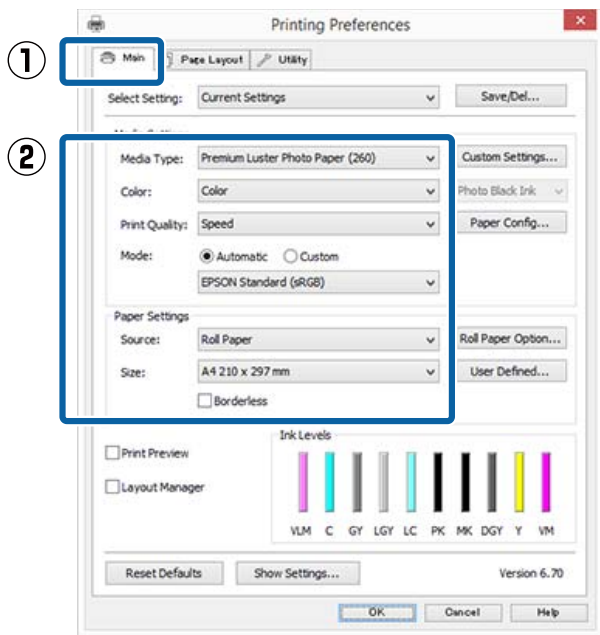 Printing Preferences
①
Main Page Layout Utility
Select Setting: Current Settings Save/Del...
②
Media Type: Premium Luster Photo Paper (260) Custom Settings...
Color: Color Photo Black Ink
Print Quality: Speed Paper Config...
Mode: Automatic Custom
EPSON Standard (sRGB)
Paper Settings
Source: Roll Paper Roll Paper Option...
Size: A4 210 x 297 mm User Defined...
Borderless
Ink Levels
Print Preview
Layout Manager
VLM C GY LGY LC PK MK DGY Y VM
Reset Defaults Show Settings... Version 6.70
OK Cancel Help